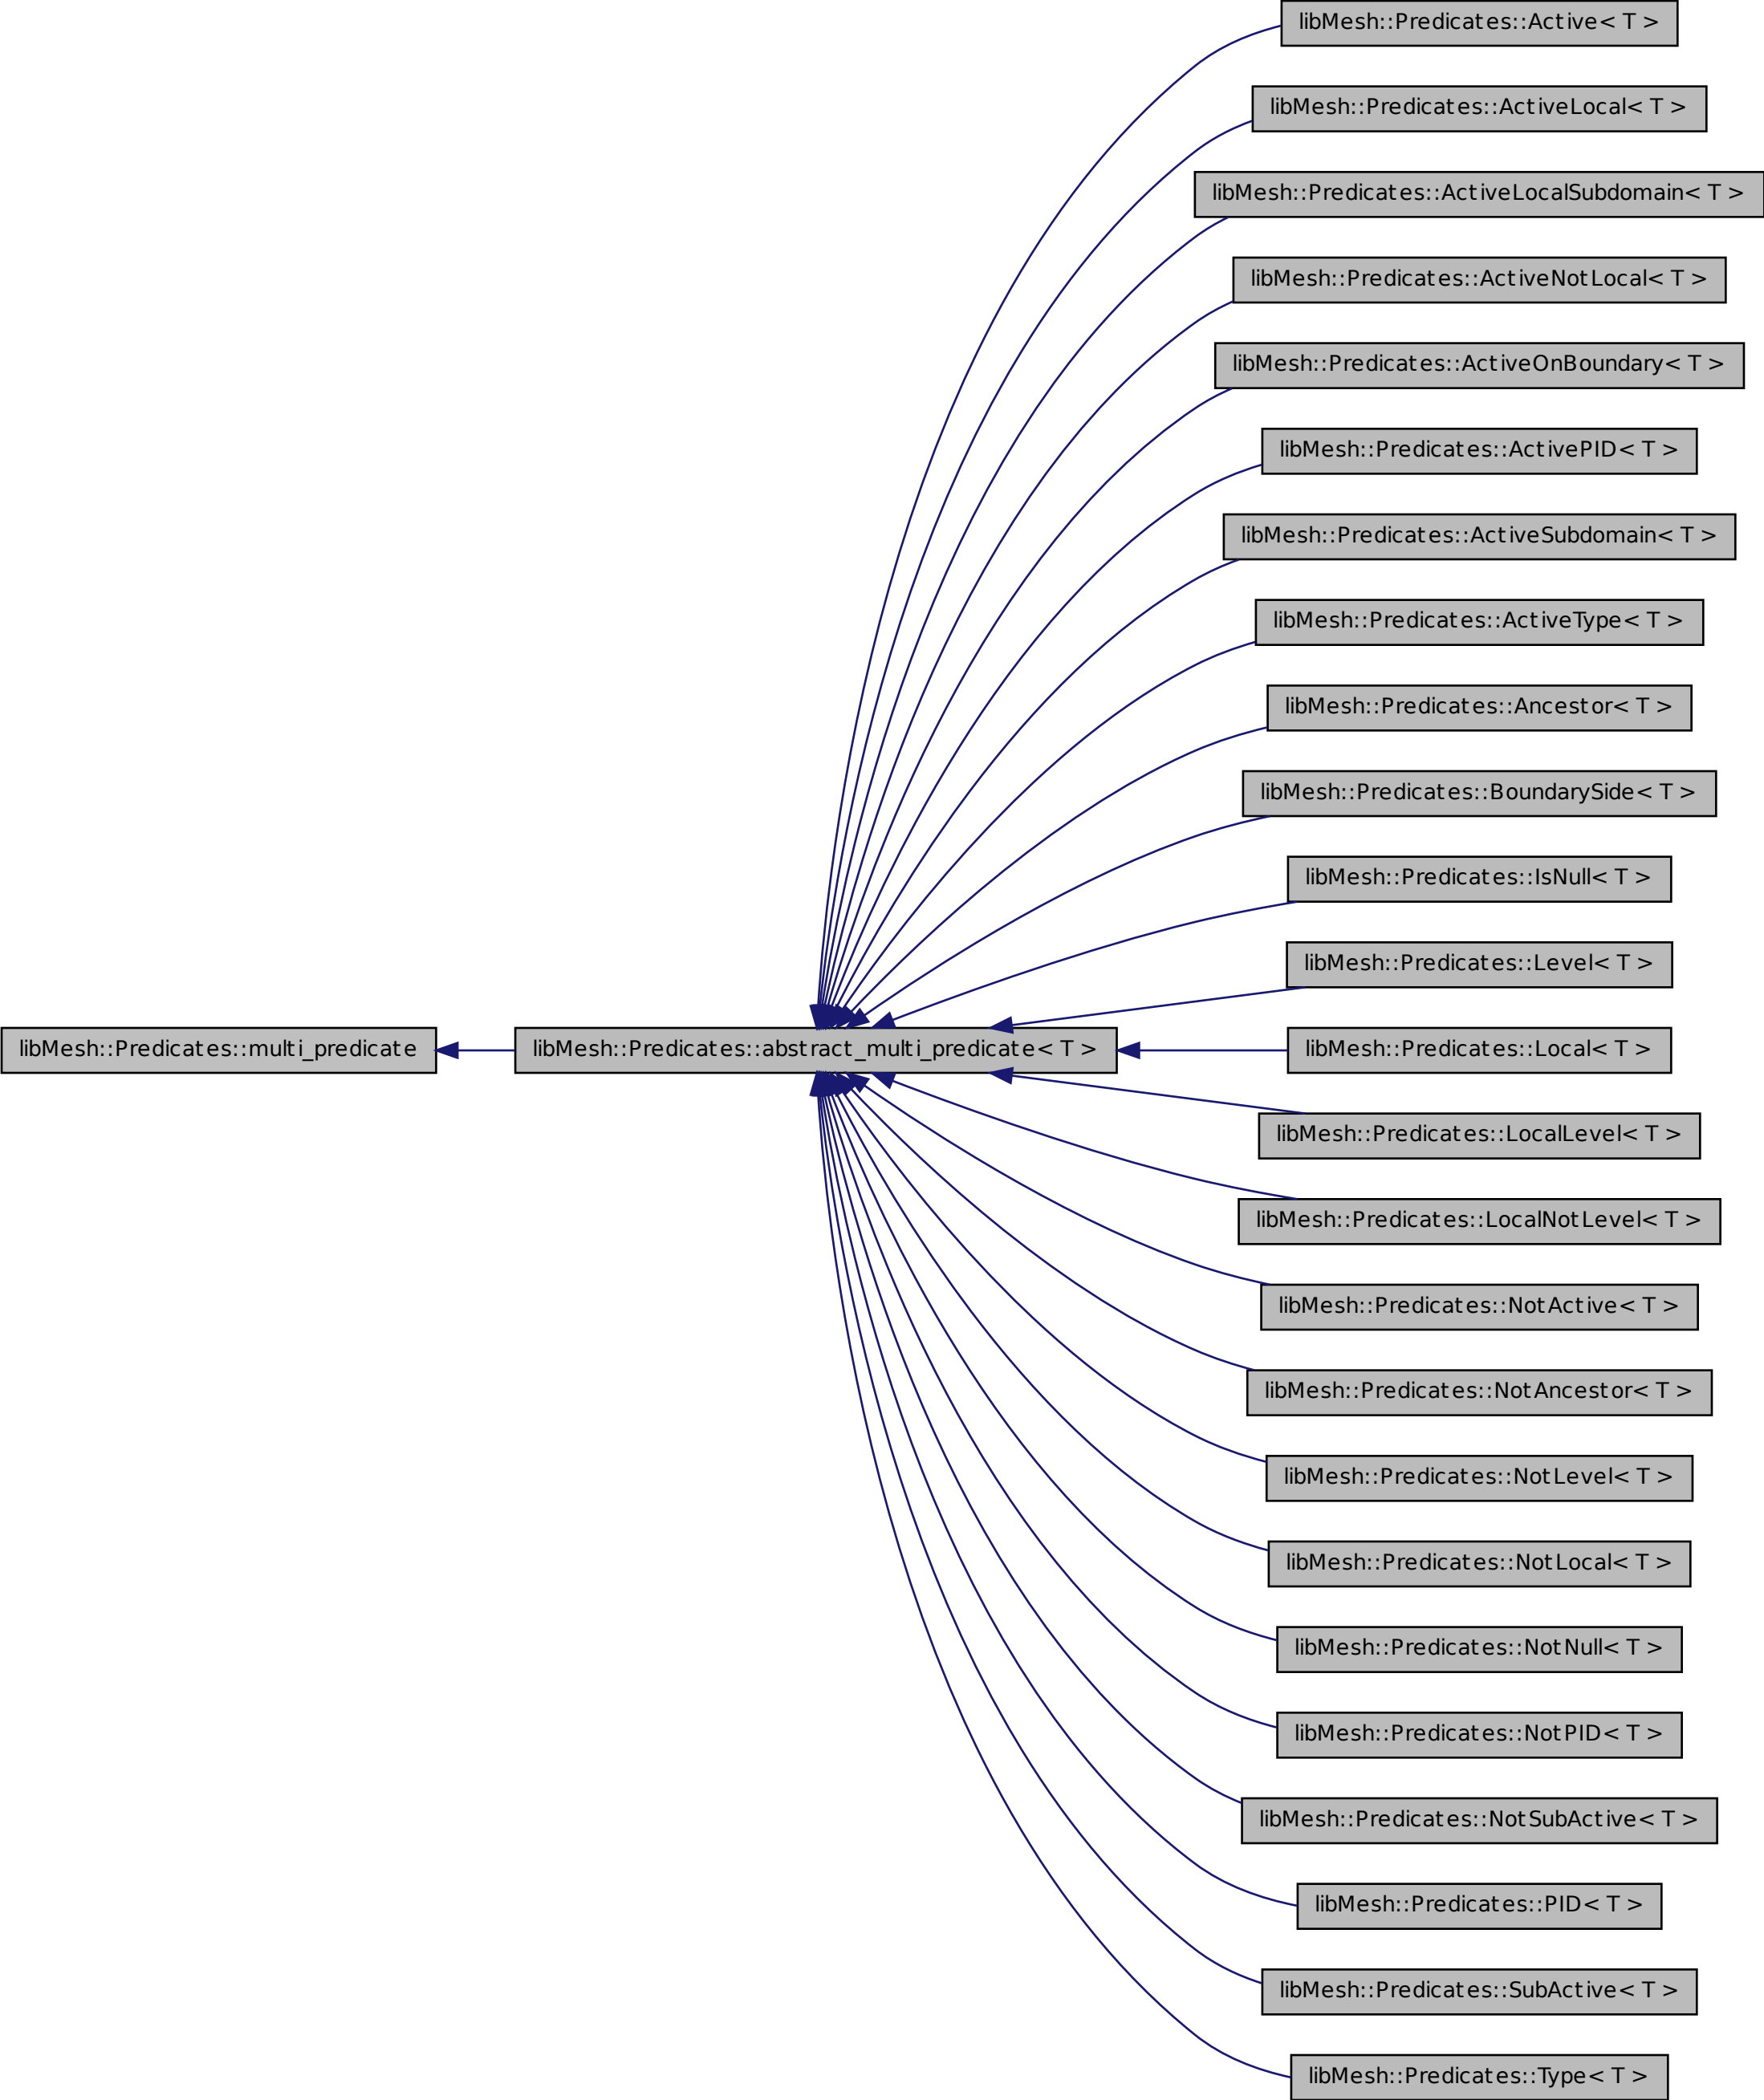 libMesh::Predicates::Active< T >
libMesh::Predicates::ActiveLocal< T >
libMesh::Predicates::ActiveLocalSubdomain< T >
libMesh::Predicates::ActiveNotLocal< T >
libMesh::Predicates::ActiveOnBoundary< T >
libMesh::Predicates::ActivePID< T >
libMesh::Predicates::ActiveSubdomain< T >
libMesh::Predicates::ActiveType< T >
libMesh::Predicates::Ancestor< T >
libMesh::Predicates::BoundarySide< T >
libMesh::Predicates::IsNull< T >
libMesh::Predicates::Level< T >
libMesh::Predicates::multi_predicate
libMesh::Predicates::abstract_multi_predicate< T >
libMesh::Predicates::Local< T >
libMesh::Predicates::LocalLevel< T >
libMesh::Predicates::LocalNotLevel< T >
libMesh::Predicates::NotActive< T >
libMesh::Predicates::NotAncestor< T >
libMesh::Predicates::NotLevel< T >
libMesh::Predicates::NotLocal< T >
libMesh::Predicates::NotNull< T >
libMesh::Predicates::NotPID< T >
libMesh::Predicates::NotSubActive< T >
libMesh::Predicates::PID< T >
libMesh::Predicates::SubActive< T >
libMesh::Predicates::Type< T >